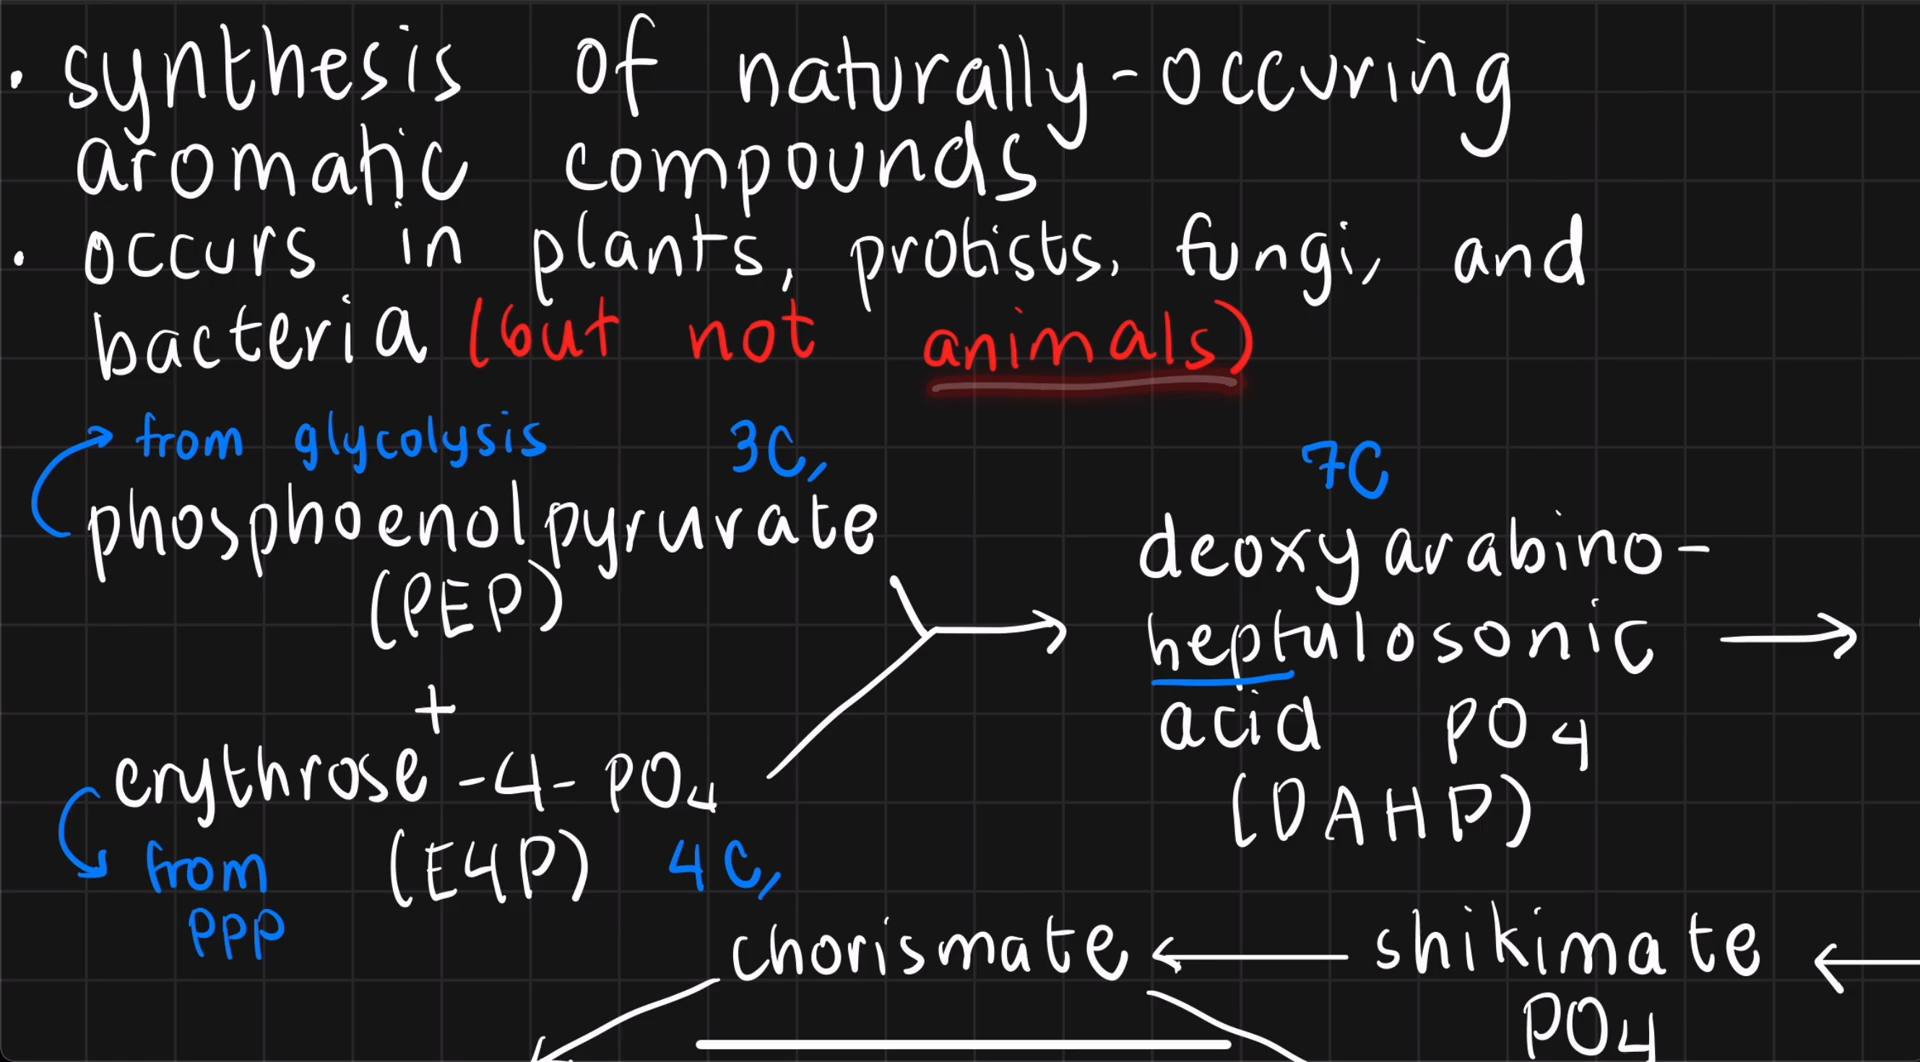 • synthesis of naturally-occuring
aromatic compounds
• occurs in plants, protists, fungi, and
bacteria (but not animals)
from glycolysis 3C,
phosphoenolpyruvate
(PEP)
+
erythrose-4-PO4
(E4P) 4C,
from
PPP
7C
deoxyarabino-
heptulosonic
acid PO4
(DAHP)
chorismate
shikimate
PO4